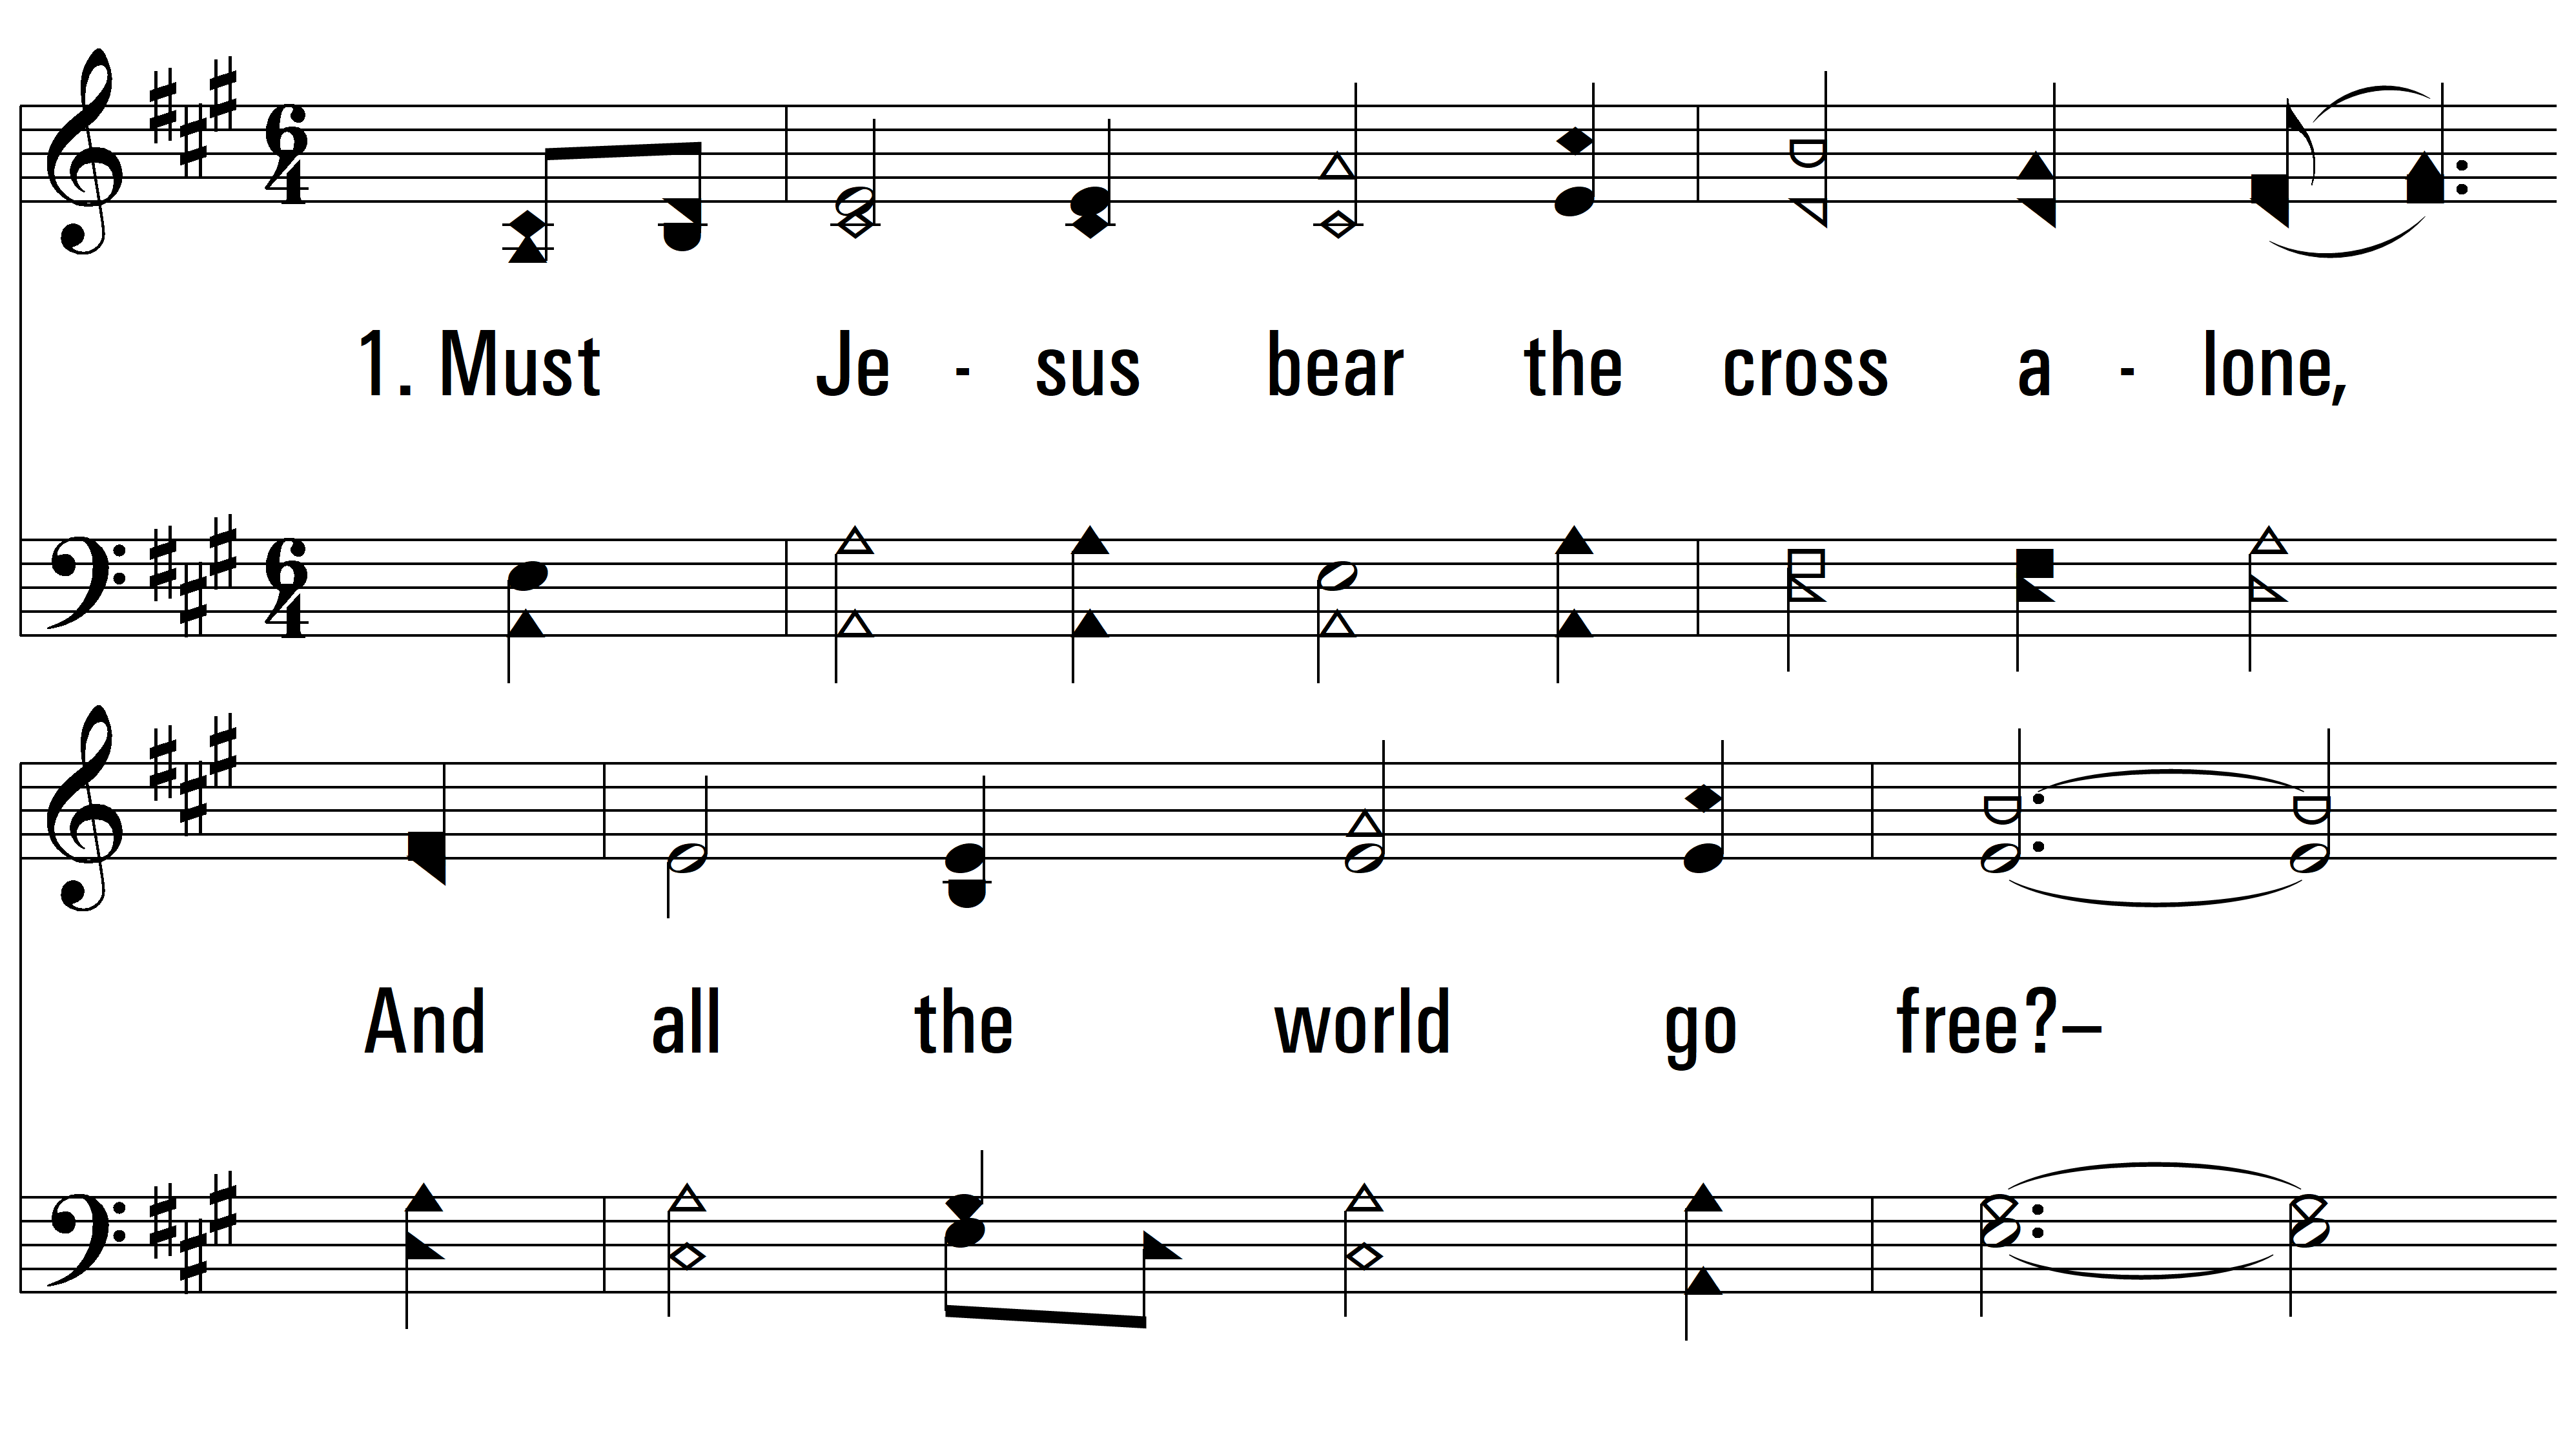 1. Must Je - sus bear the cross a - lone,
And all the world go free?–